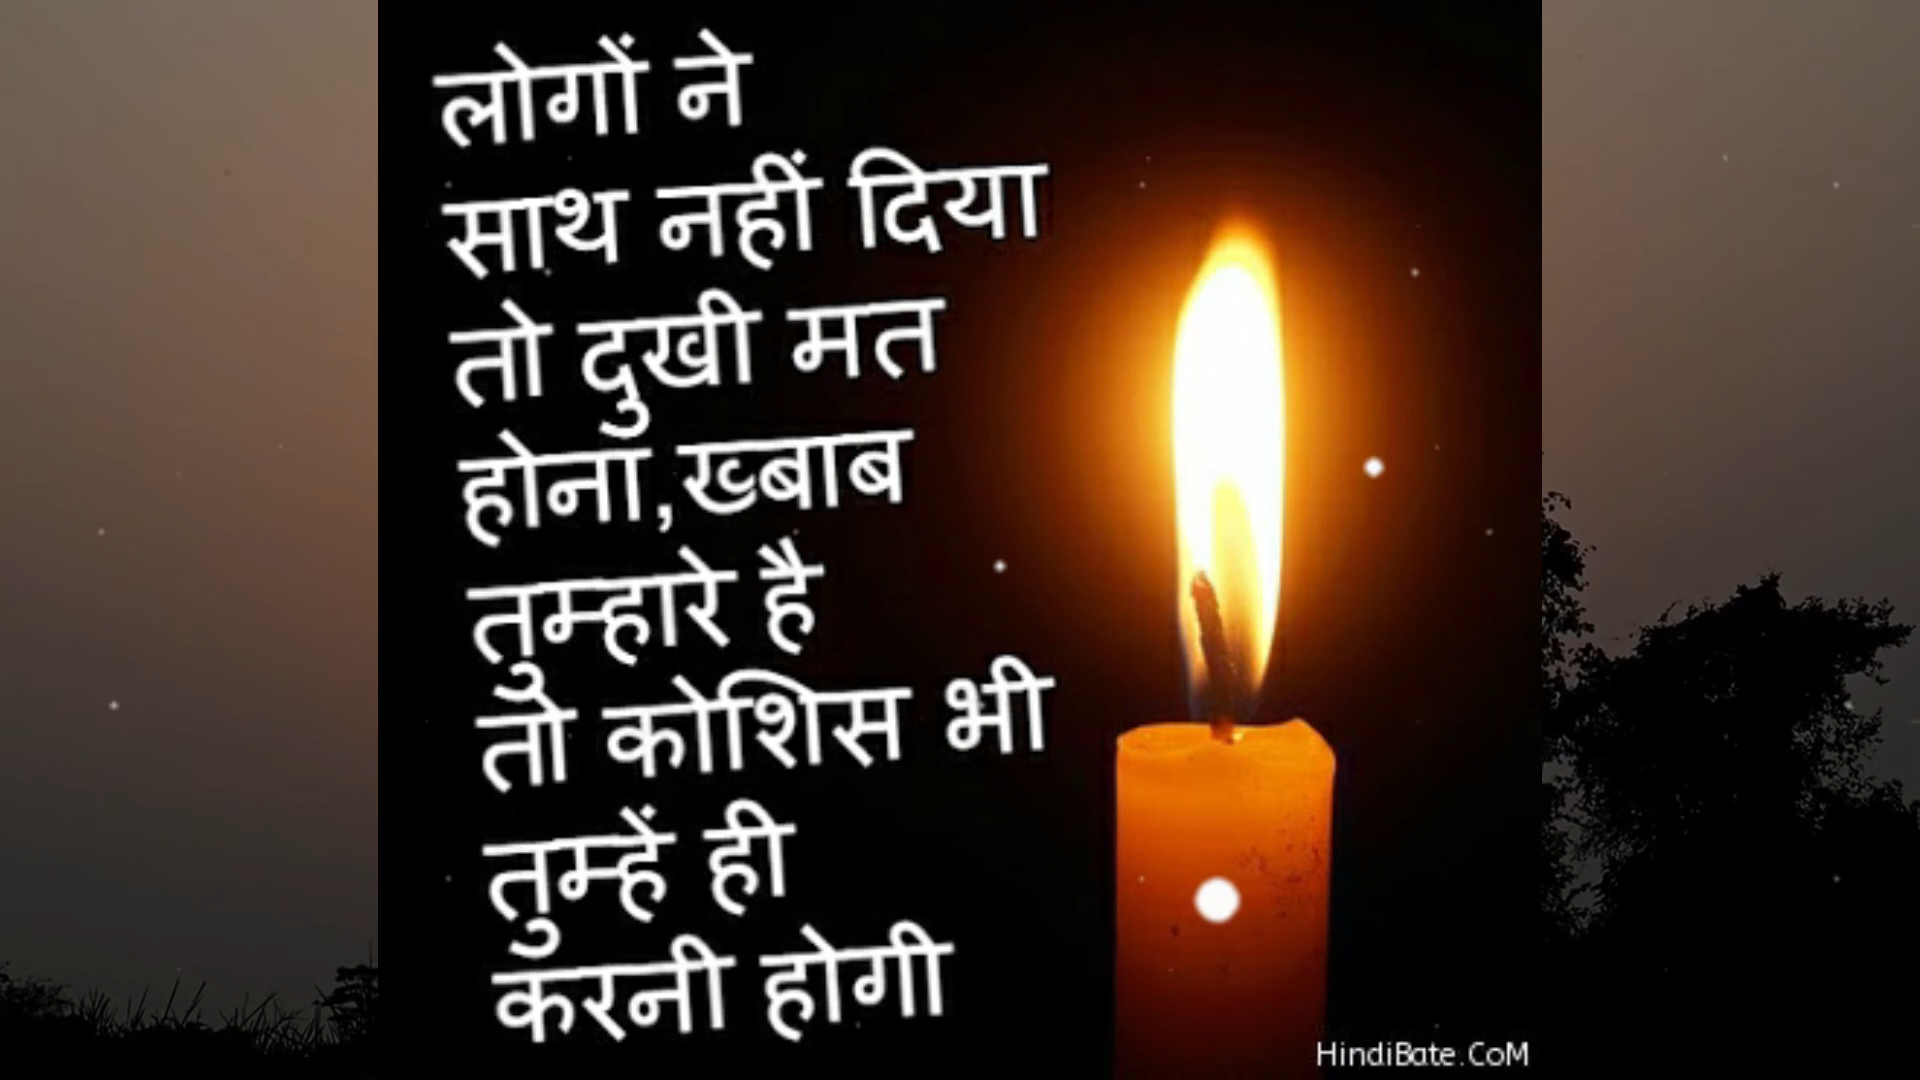 लोगों ने
साथ नहीं दिया
तो दुखी मत
होना,ख्बाब
तुम्हारे है
तो कोशिस भी
तुम्हें ही
करनी होगी
HindiBate.CoM